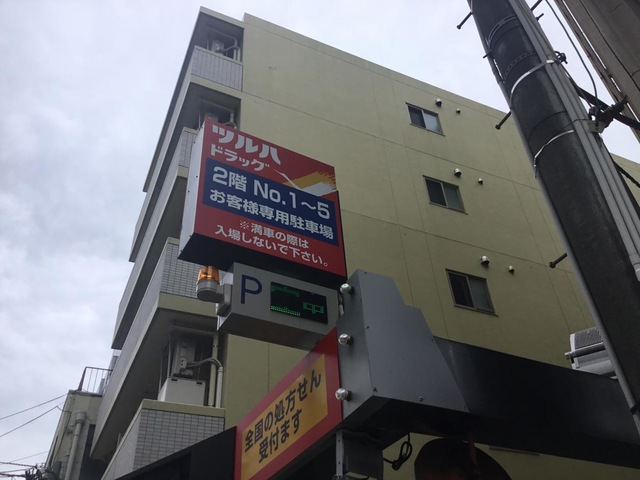 ツルハ
ドラッグ
2階 No.1～5
お客様専用駐車場
※満車の際は
入場しないで下さい。
P
全国の処方せん
受付ます